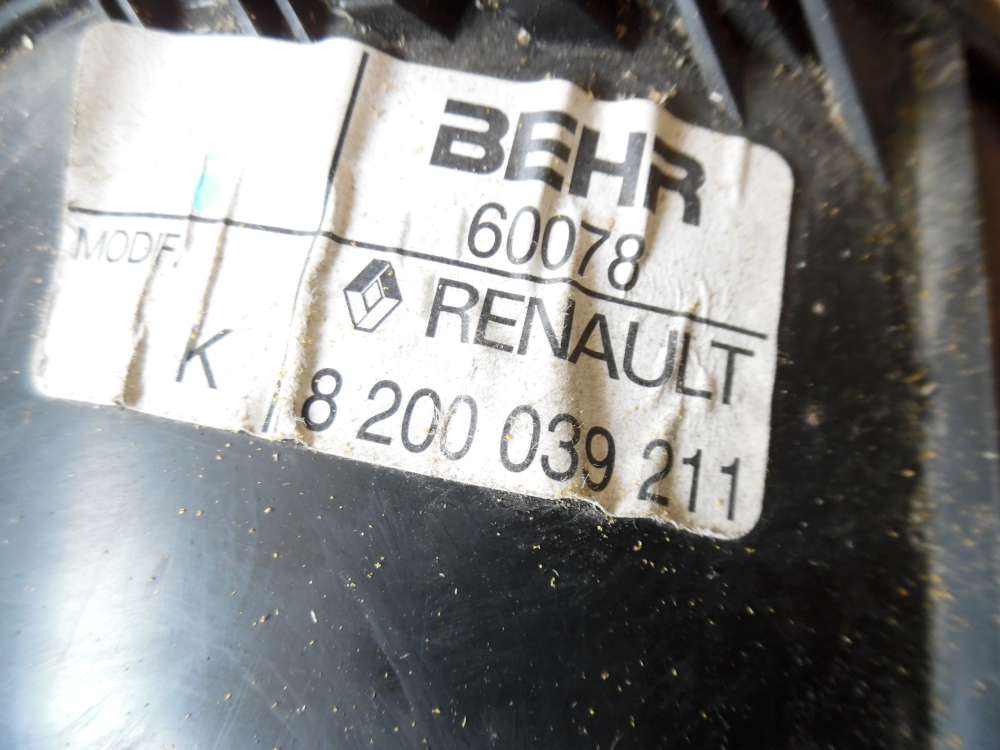 BEHR
60078
MODIF.
RENAULT
K
8 200 039 211